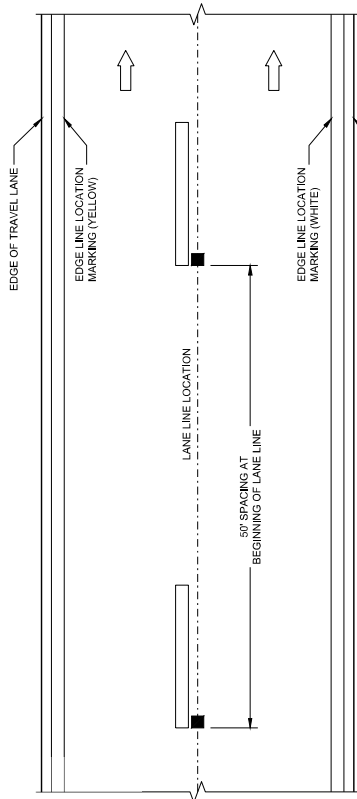 EDGE OF TRAVEL LANE
EDGE LINE LOCATION
MARKING (YELLOW)
LANE LINE LOCATION
50' SPACING AT
BEGINNING OF LANE LINE
EDGE LINE LOCATION
MARKING (WHITE)